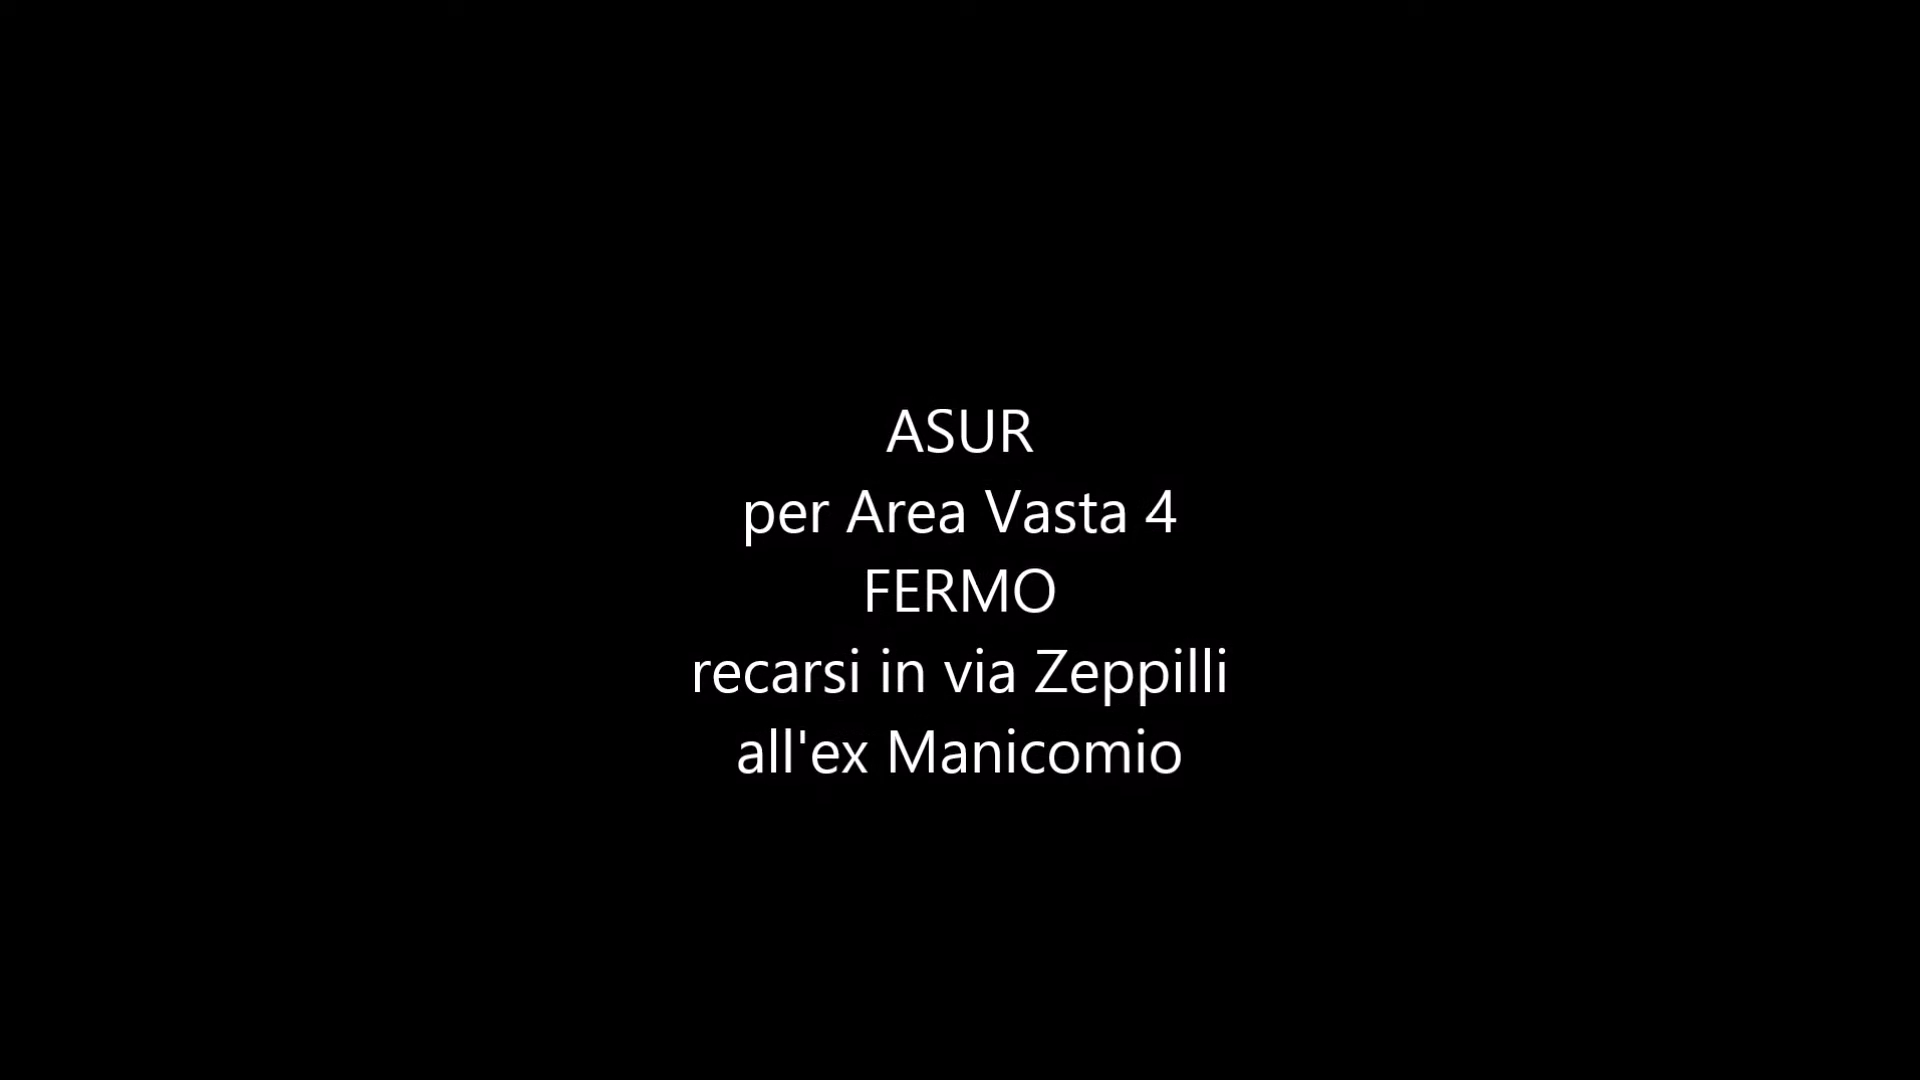 ASUR
per Area Vasta 4
FERMO
recarsi in via Zeppilli
all'ex Manicomio